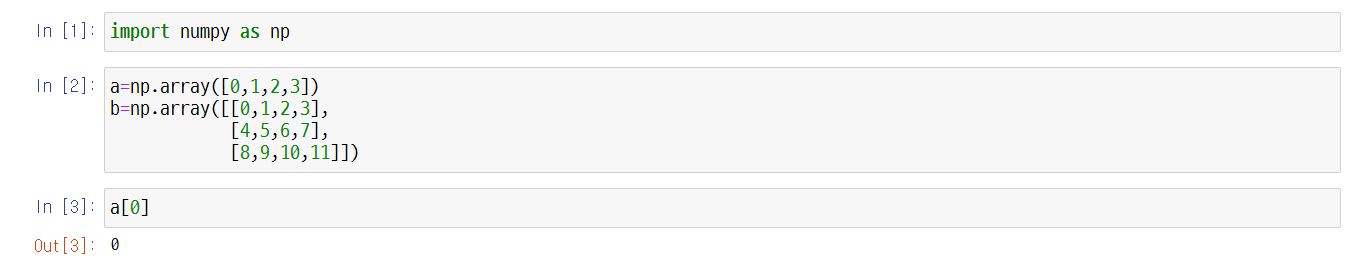 In [1]: import numpy as np
In [2]: a=np.array([0,1,2,3])
b=np.array([[0,1,2,3],
[4,5,6,7],
[8,9,10,11]])
In [3]: a[0]
Out[3]: 0